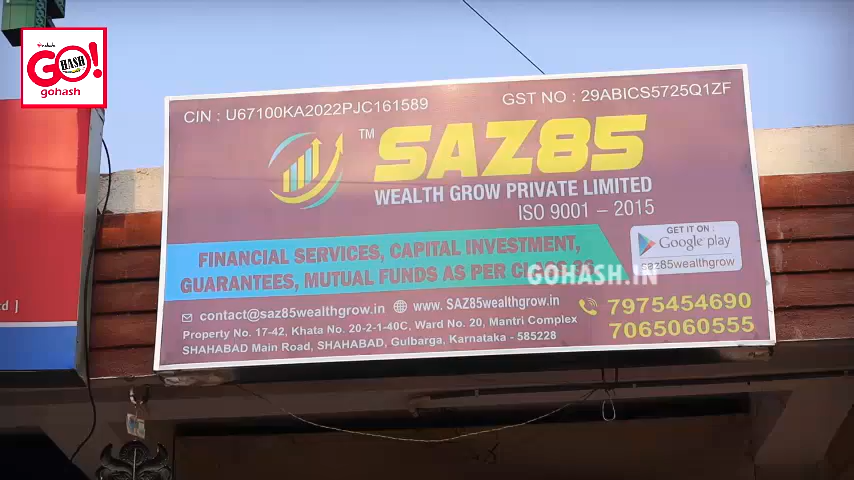 GO!
HASH
gohash
CIN : U67100KA2022PJC161589
GST NO : 29ABICS5725Q1ZF
TM
SAZ85
WEALTH GROW PRIVATE LIMITED
ISO 9001 – 2015
FINANCIAL SERVICES, CAPITAL INVESTMENT,
GUARANTEES, MUTUAL FUNDS AS PER
GOHASH.IN
GET IT ON :
Google play
saz85wealthgrow
contact@saz85wealthgrow.in www. SAZ85wealthgrow.in
7975454690
7065060555
Property No. 17-42, Khata No. 20-2-1-40C, Ward No. 20, Mantri Complex
SHAHABAD Main Road, SHAHABAD, Gulbarga, Karnataka - 585228
td ]